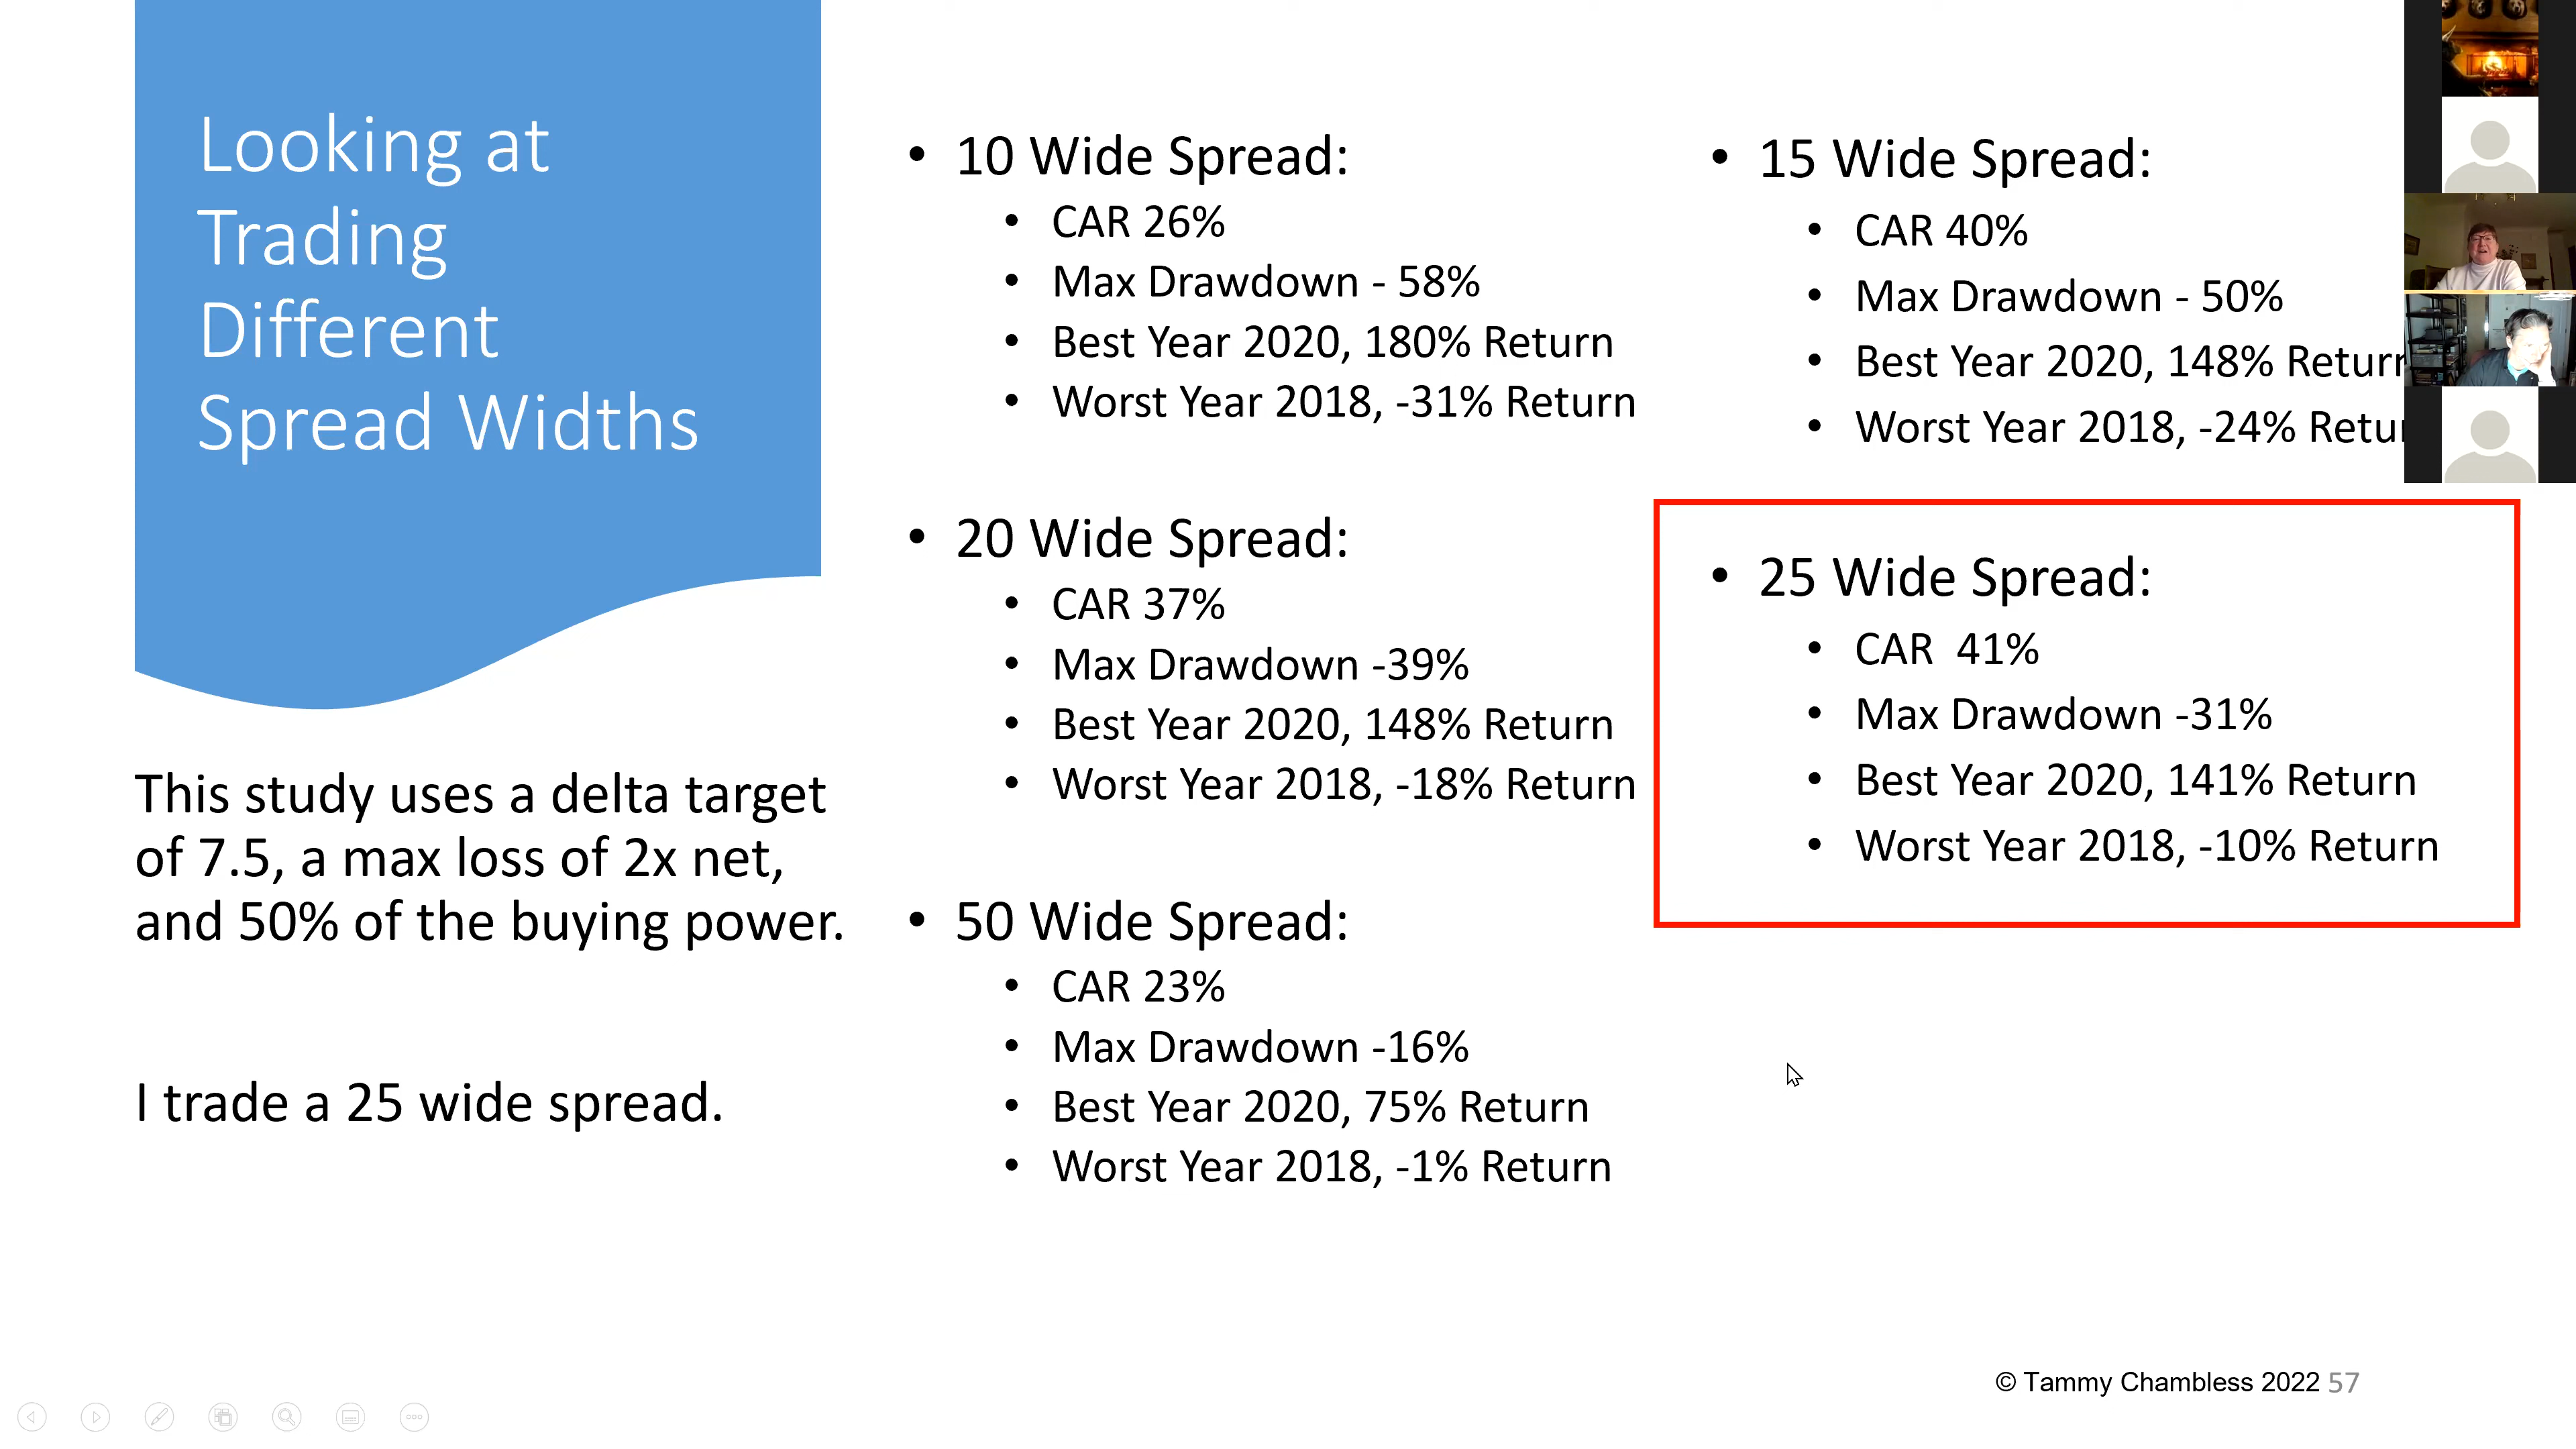 Looking at
Trading
Different
Spread Widths
This study uses a delta target
of 7.5, a max loss of 2x net,
and 50% of the buying power.
I trade a 25 wide spread.
• 10 Wide Spread:
• CAR 26%
• Max Drawdown - 58%
• Best Year 2020, 180% Return
• Worst Year 2018, -31% Return
• 20 Wide Spread:
• CAR 37%
• Max Drawdown -39%
• Best Year 2020, 148% Return
• Worst Year 2018, -18% Return
• 50 Wide Spread:
• CAR 23%
• Max Drawdown -16%
• Best Year 2020, 75% Return
• Worst Year 2018, -1% Return
• 15 Wide Spread:
• CAR 40%
• Max Drawdown - 50%
• Best Year 2020, 148% Return
• Worst Year 2018, -24% Retu
• 25 Wide Spread:
• CAR  41%
• Max Drawdown -31%
• Best Year 2020, 141% Return
• Worst Year 2018, -10% Return
© Tammy Chambless 2022 57